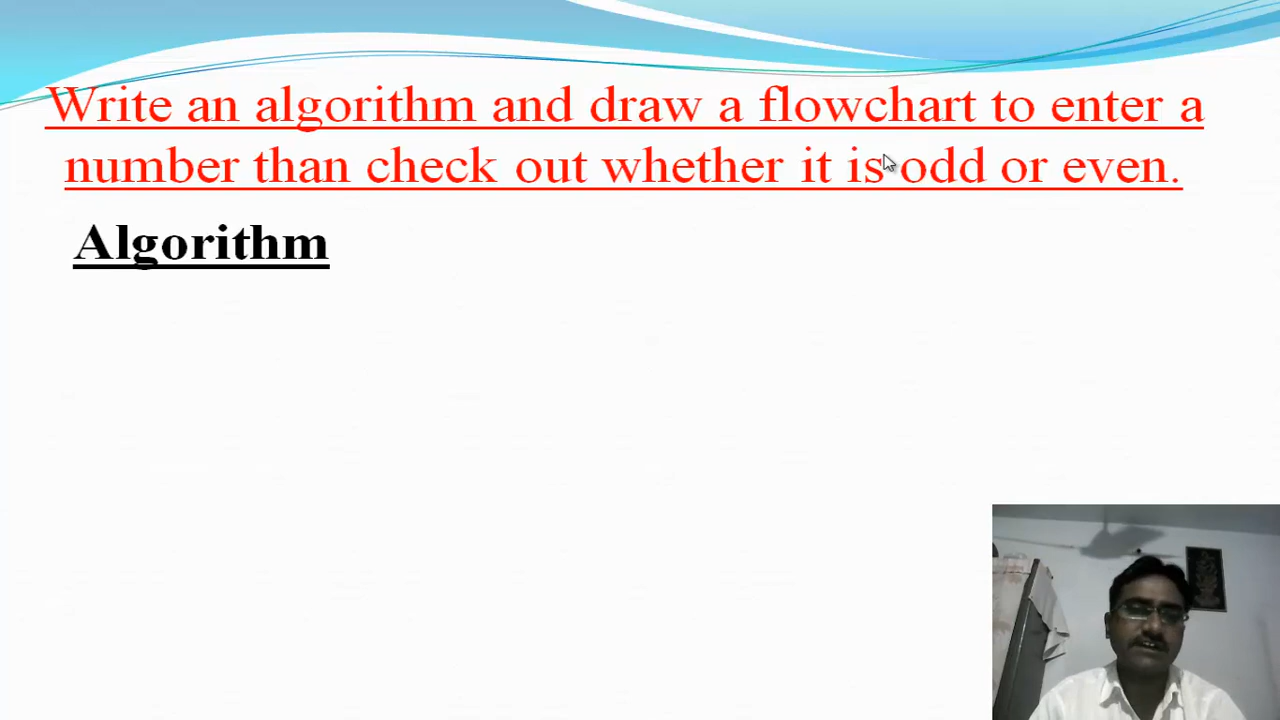 Write an algorithm and draw a flowchart to enter a
number than check out whether it is odd or even.
Algorithm